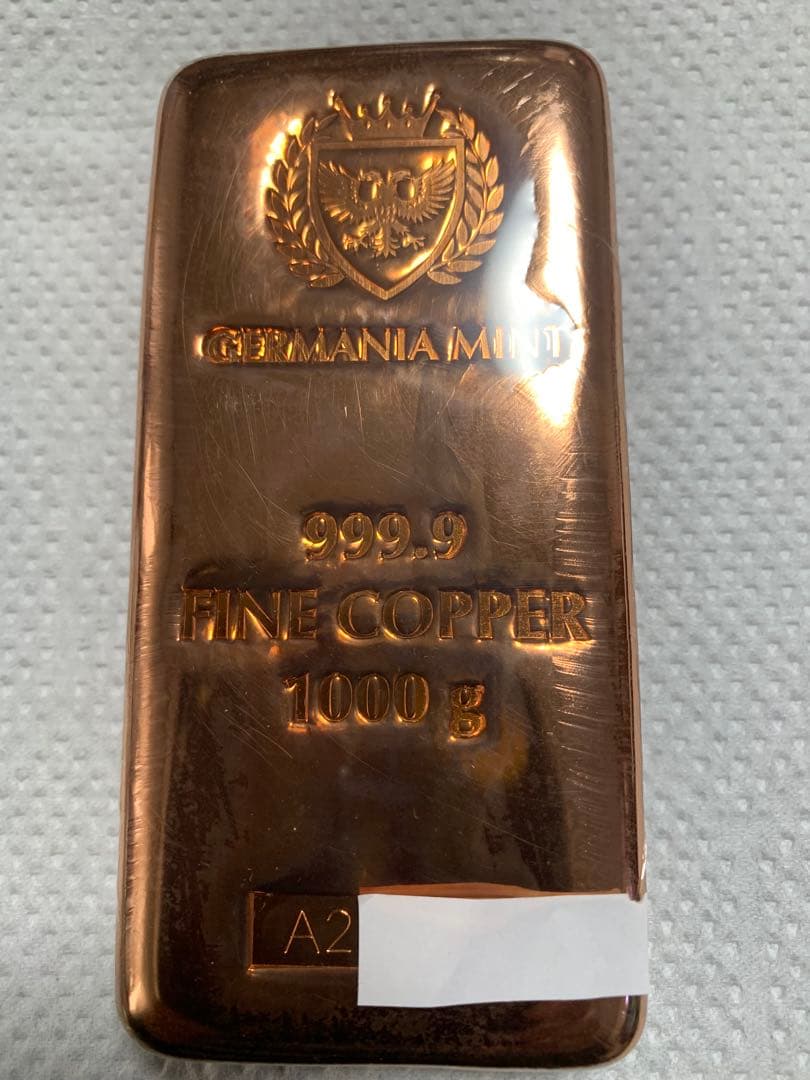 GERMANIA MINT
999.9
FINE COPPER
1000 g
A2